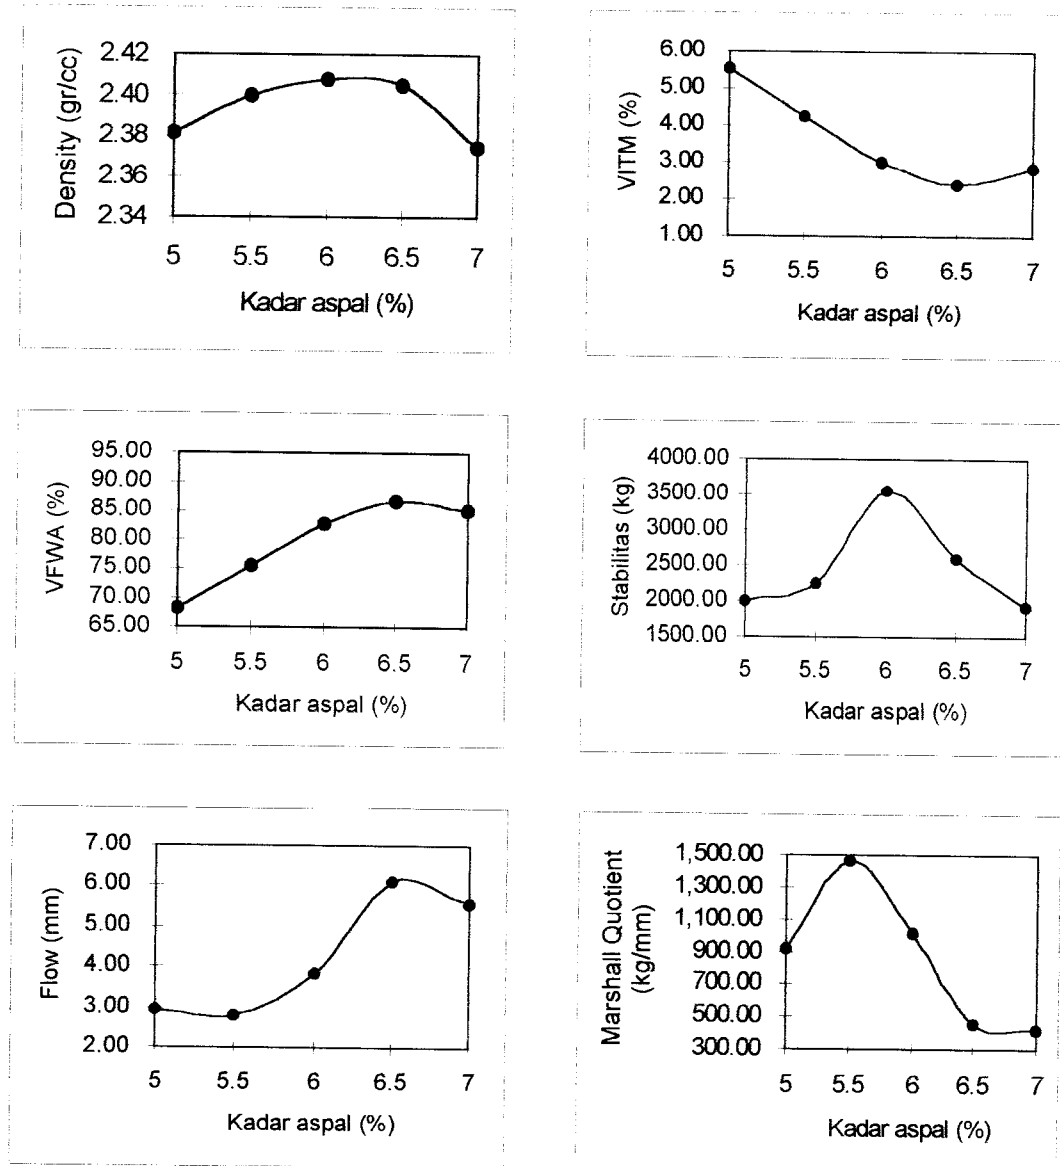 Density (gr/cc)
2.42
2.40
2.38
2.36
2.34
5 5.5 6 6.5 7
Kadar aspal (%)
VITM (%)
6.00
5.00
4.00
3.00
2.00
1.00
5 5.5 6 6.5 7
Kadar aspal (%)
VFWA (%)
95.00
90.00
85.00
80.00
75.00
70.00
65.00
5 5.5 6 6.5 7
Kadar aspal (%)
Stabilitas (kg)
4000.00
3500.00
3000.00
2500.00
2000.00
1500.00
5 5.5 6 6.5 7
Kadar aspal (%)
Flow (mm)
7.00
6.00
5.00
4.00
3.00
2.00
5 5.5 6 6.5 7
Kadar aspal (%)
Marshall Quotient
(kg/mm)
1,500.00
1,300.00
1,100.00
900.00
700.00
500.00
300.00
5 5.5 6 6.5 7
Kadar aspal (%)